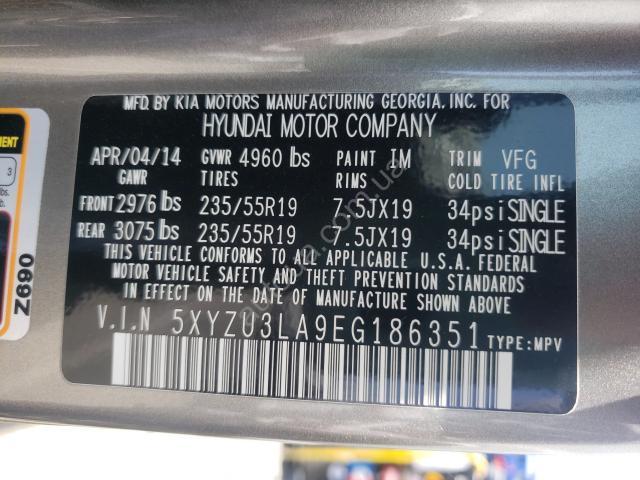 MFD. BY KIA MOTORS MANUFACTURING GEORGIA, INC. FOR
HYUNDAI MOTOR COMPANY
APR/04/14 GVWR 4960 lbs PAINT IM TRIM VFG
GAWR TIRES RIMS COLD TIRE INFL
FRONT 2976 lbs 235/55R19 7.5JX19 34psi SINGLE
REAR 3075 lbs 235/55R19 7.5JX19 34psi SINGLE
THIS VEHICLE CONFORMS TO ALL APPLICABLE U.S.A. FEDERAL
MOTOR VEHICLE SAFETY AND THEFT PREVENTION STANDARDS
IN EFFECT ON THE DATE OF MANUFACTURE SHOWN ABOVE.
V.I.N 5XYZU3LA9EG186351 TYPE:MPV
3
Z690